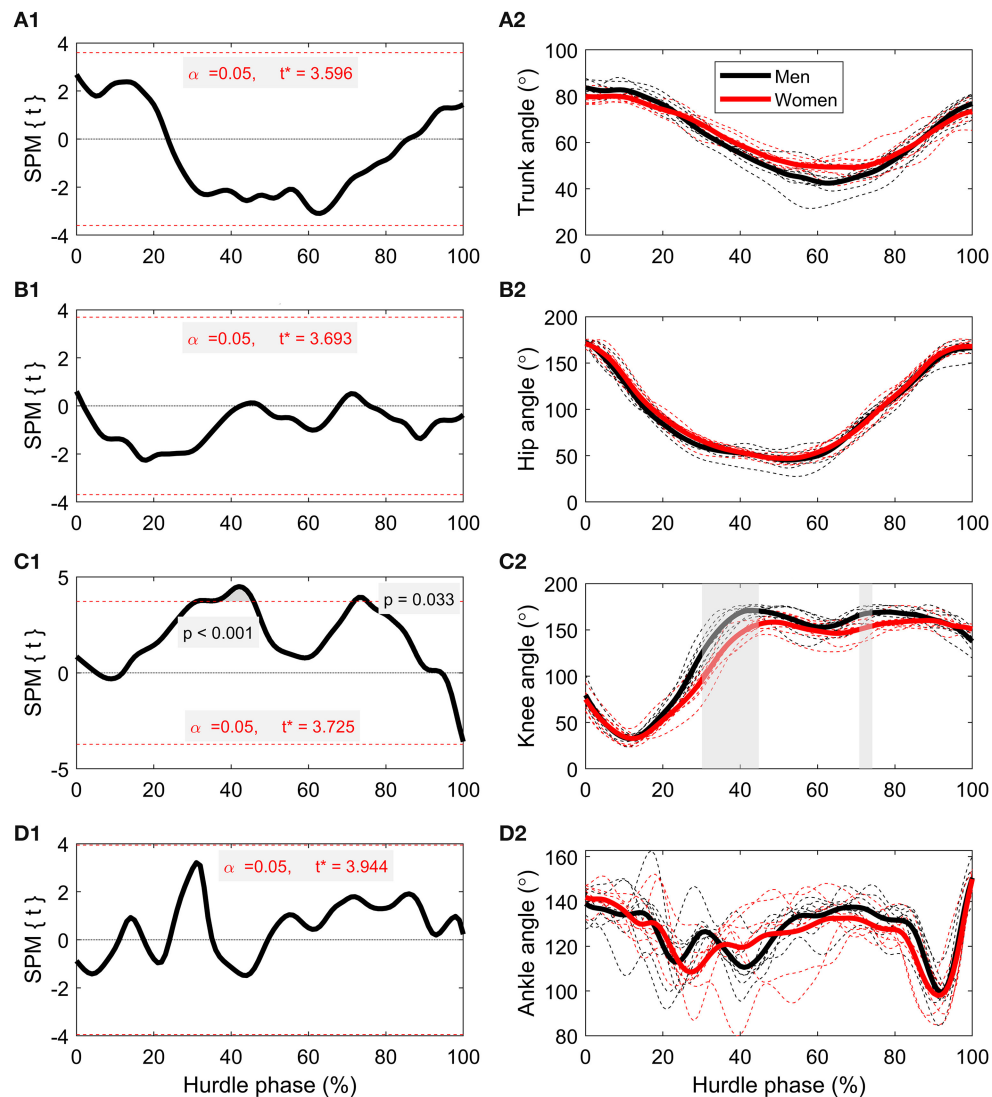 A1
A2
4
2
0
-2
-4
SPM { t }
α =0.05, t* = 3.596
0 20 40 60 80 100
100
80
60
40
20
Trunk angle (°)
Men
Women
0 20 40 60 80 100
B1
B2
4
2
0
-2
-4
SPM { t }
α =0.05, t* = 3.693
0 20 40 60 80 100
200
150
100
50
0
Hip angle (°)
0 20 40 60 80 100
C1
C2
5
0
-5
SPM { t }
p < 0.001
p = 0.033
α =0.05, t* = 3.725
0 20 40 60 80 100
200
150
100
50
0
Knee angle (°)
0 20 40 60 80 100
D1
D2
4
2
0
-2
-4
SPM { t }
α =0.05, t* = 3.944
0 20 40 60 80 100
Hurdle phase (%)
160
140
120
100
80
Ankle angle (°)
0 20 40 60 80 100
Hurdle phase (%)